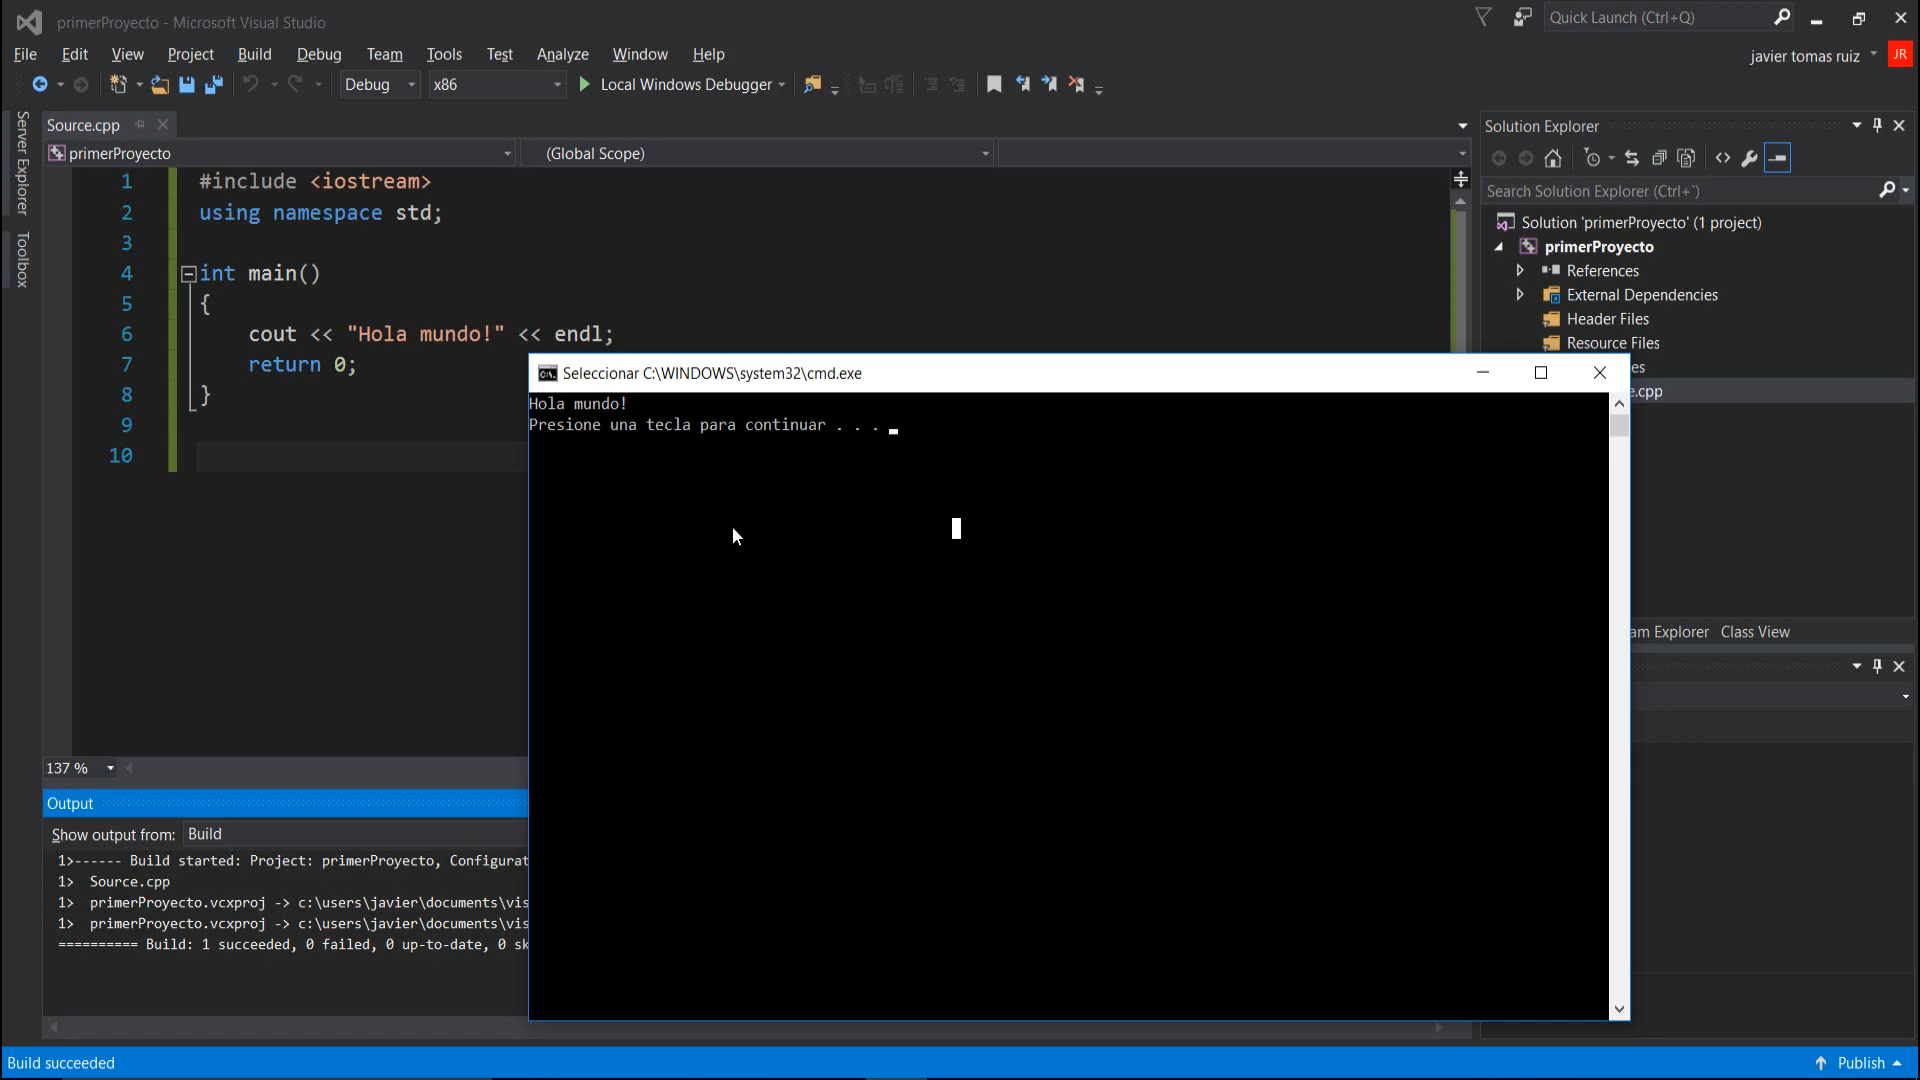 primerProyecto - Microsoft Visual Studio
Quick Launch (Ctrl+Q)
File Edit View Project Build Debug Team Tools Test Analyze Window Help
javier tomas ruiz JR
Debug x86 Local Windows Debugger
Server Explorer
Toolbox
Source.cpp
primerProyecto (Global Scope)
1 #include <iostream>
2 using namespace std;
3
4 int main()
5 {
6 cout << "Hola mundo!" << endl;
7 return 0;
8 }
9
10
Solution Explorer
Search Solution Explorer (Ctrl+`)
Solution 'primerProyecto' (1 project)
primerProyecto
References
External Dependencies
Header Files
Resource Files
es
e.cpp
am Explorer Class View
Seleccionar C:\WINDOWS\system32\cmd.exe
Hola mundo!
Presione una tecla para continuar . . .
137 %
Output
Show output from: Build
1>------ Build started: Project: primerProyecto, Configurat
1> Source.cpp
1> primerProyecto.vcxproj -> c:\users\javier\documents\vis
1> primerProyecto.vcxproj -> c:\users\javier\documents\vis
========== Build: 1 succeeded, 0 failed, 0 up-to-date, 0 sk
Build succeeded
Publish